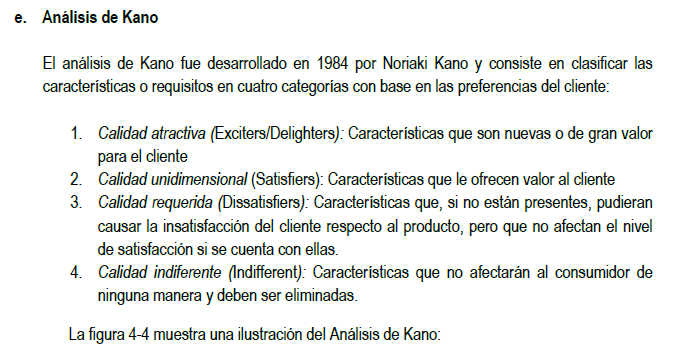 e. Análisis de Kano
El análisis de Kano fue desarrollado en 1984 por Noriaki Kano y consiste en clasificar las
características o requisitos en cuatro categorías con base en las preferencias del cliente:
1. Calidad atractiva (Exciters/Delighters): Características que son nuevas o de gran valor
para el cliente
2. Calidad unidimensional (Satisfiers): Características que le ofrecen valor al cliente
3. Calidad requerida (Dissatisfiers): Características que, si no están presentes, pudieran
causar la insatisfacción del cliente respecto al producto, pero que no afectan el nivel
de satisfacción si se cuenta con ellas.
4. Calidad indiferente (Indifferent): Características que no afectarán al consumidor de
ninguna manera y deben ser eliminadas.
La figura 4-4 muestra una ilustración del Análisis de Kano: